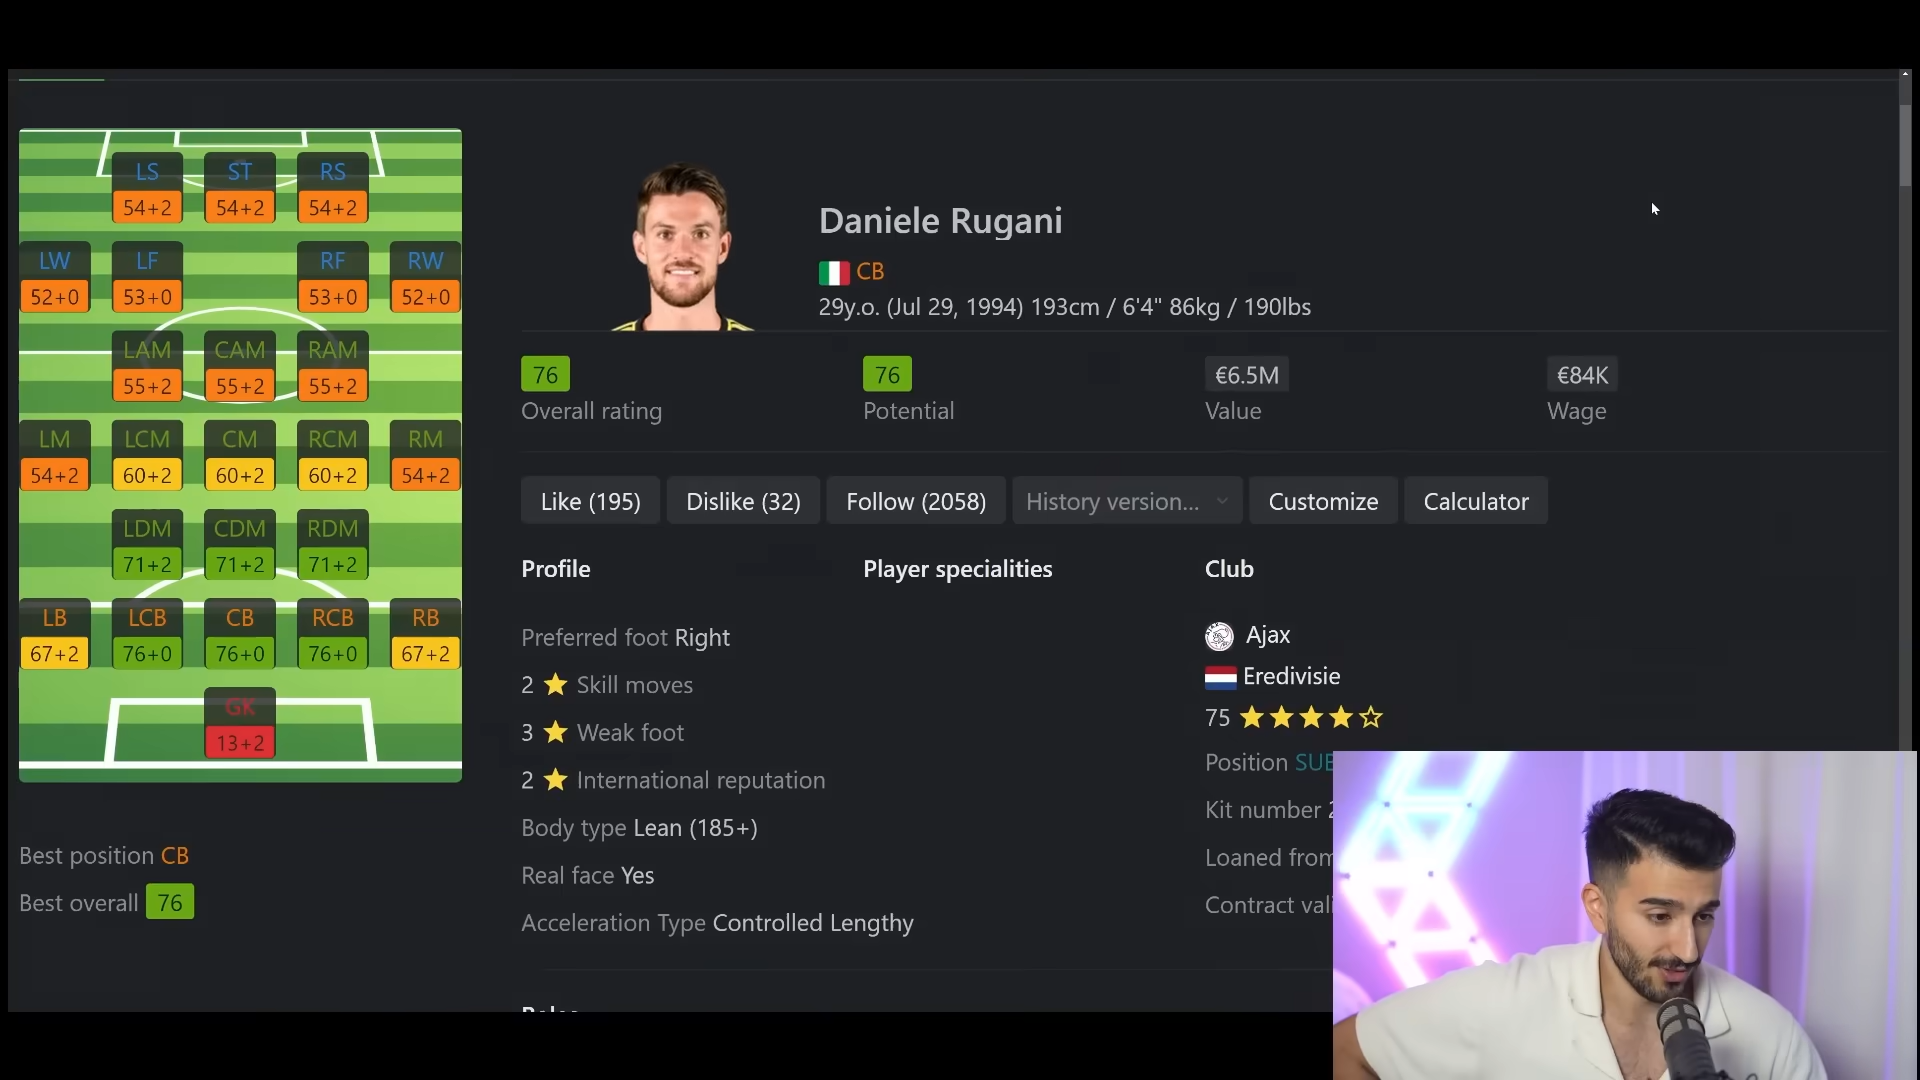 LS ST RS
54+2 54+2 54+2
LW LF RF RW
52+0 53+0 53+0 52+0
LAM CAM RAM
55+2 55+2 55+2
LM LCM CM RCM RM
54+2 60+2 60+2 60+2 54+2
LDM CDM RDM
71+2 71+2 71+2
LB LCB CB RCB RB
67+2 76+0 76+0 76+0 67+2
GK
13+2
Best position CB
Best overall 76
Daniele Rugani
CB
29y.o. (Jul 29, 1994) 193cm / 6'4" 86kg / 190lbs
76 76 €6.5M €84K
Overall rating Potential Value Wage
Like (195) Dislike (32) Follow (2058) History version... Customize Calculator
Profile
Preferred foot Right
2 Skill moves
3 Weak foot
2 International reputation
Body type Lean (185+)
Real face Yes
Acceleration Type Controlled Lengthy
Player specialities
Club
Ajax
Eredivisie
75
Position SUB
Kit number
Loaned from
Contract vali